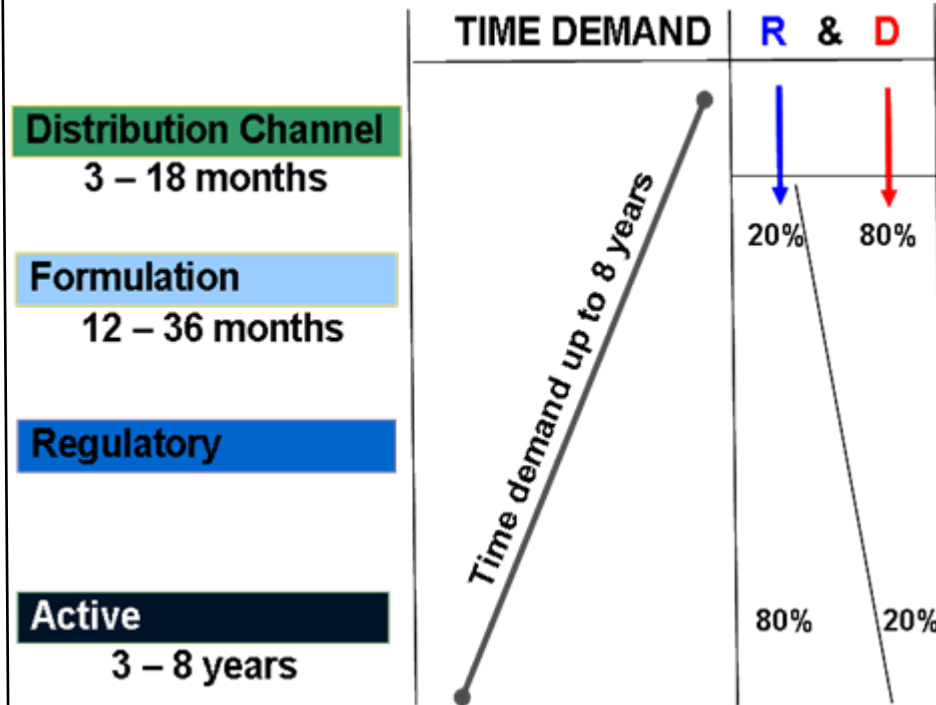 TIME DEMAND
R & D
Distribution Channel
3 – 18 months
20%
80%
Formulation
12 – 36 months
Time demand up to 8 years
Regulatory
Active
3 – 8 years
80%
20%